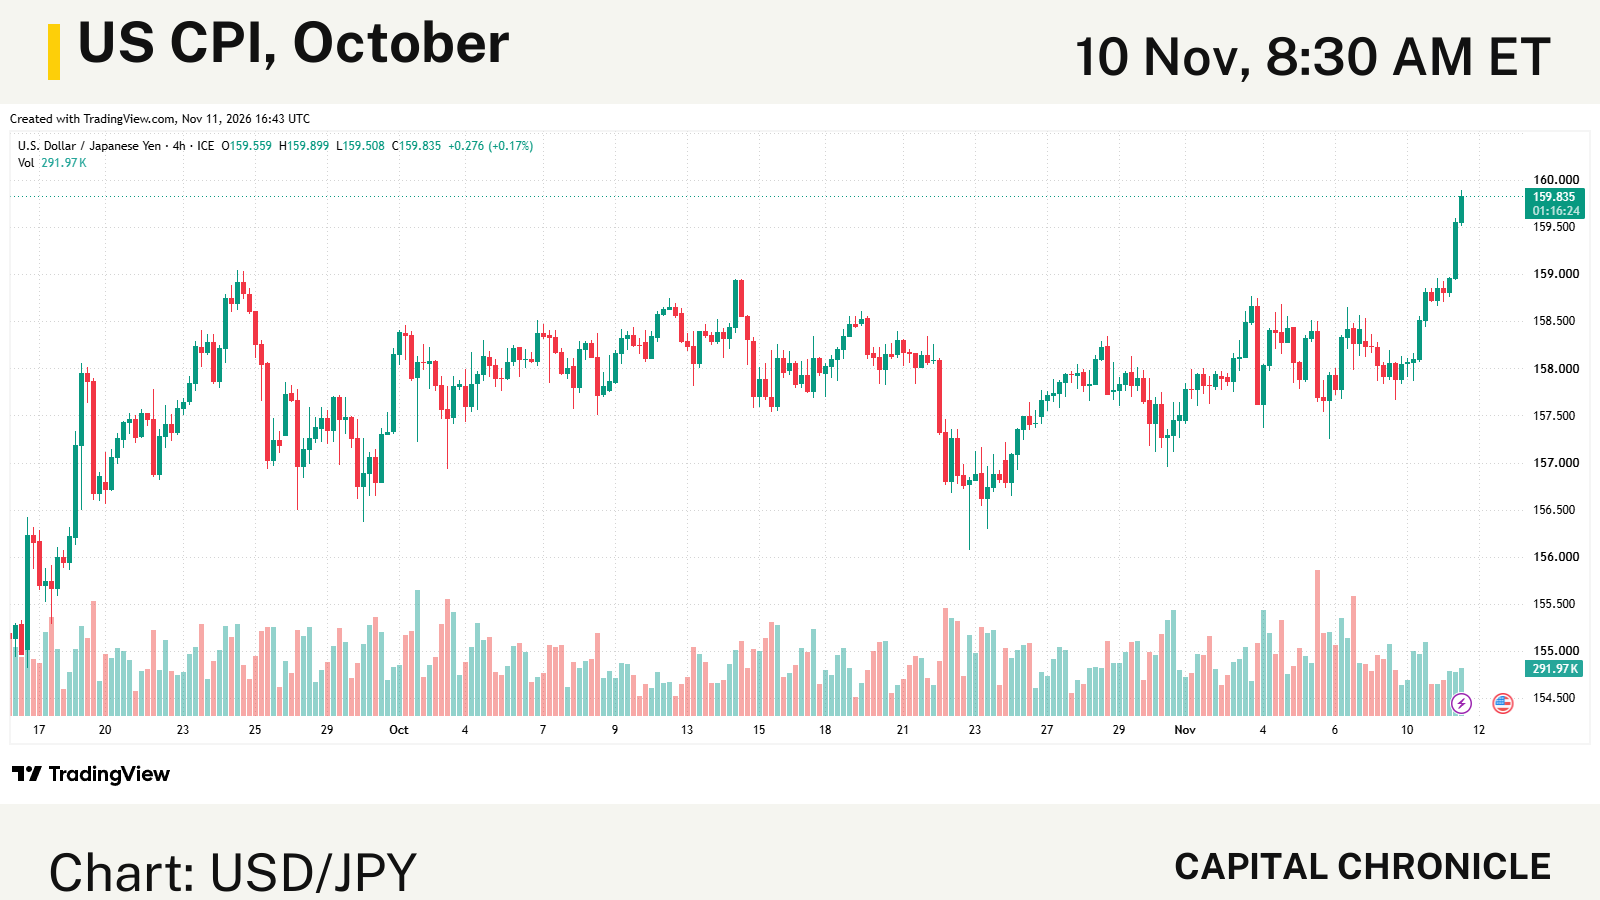 US CPI, October
10 Nov, 8:30 AM ET
Created with TradingView.com, Nov 11, 2026 16:43 UTC
U.S. Dollar / Japanese Yen · 4h · ICE O159.559 H159.899 L159.508 C159.835 +0.276 (+0.17%)
Vol 291.97 K
160.000
159.835
01:16:24
159.500
159.000
158.500
158.000
157.500
157.000
156.500
156.000
155.500
155.000
291.97 K
154.500
17 20 23 25 29 Oct 4 7 9 13 15 18 21 23 27 29 Nov 4 6 10 12
TradingView
Chart: USD/JPY
CAPITAL CHRONICLE